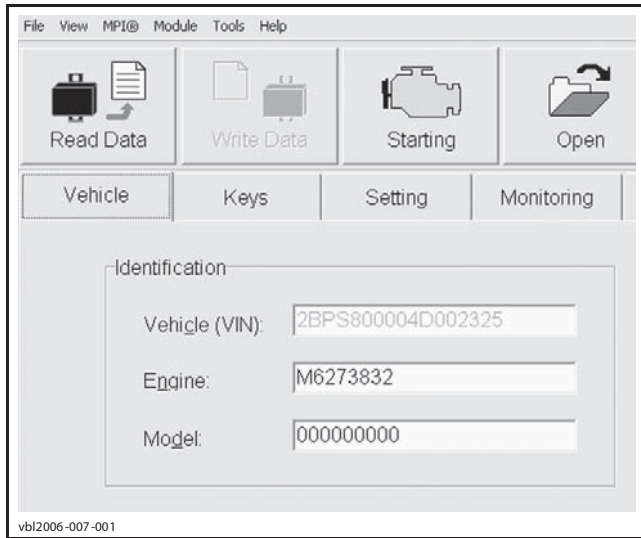 File View MPI® Module Tools Help
Read Data Write Data Starting Open
Vehicle Keys Setting Monitoring
Identification
Vehicle (VIN): 2BPS800004D002325
Engine: M6273832
Model: 000000000
vbl2006-007-001